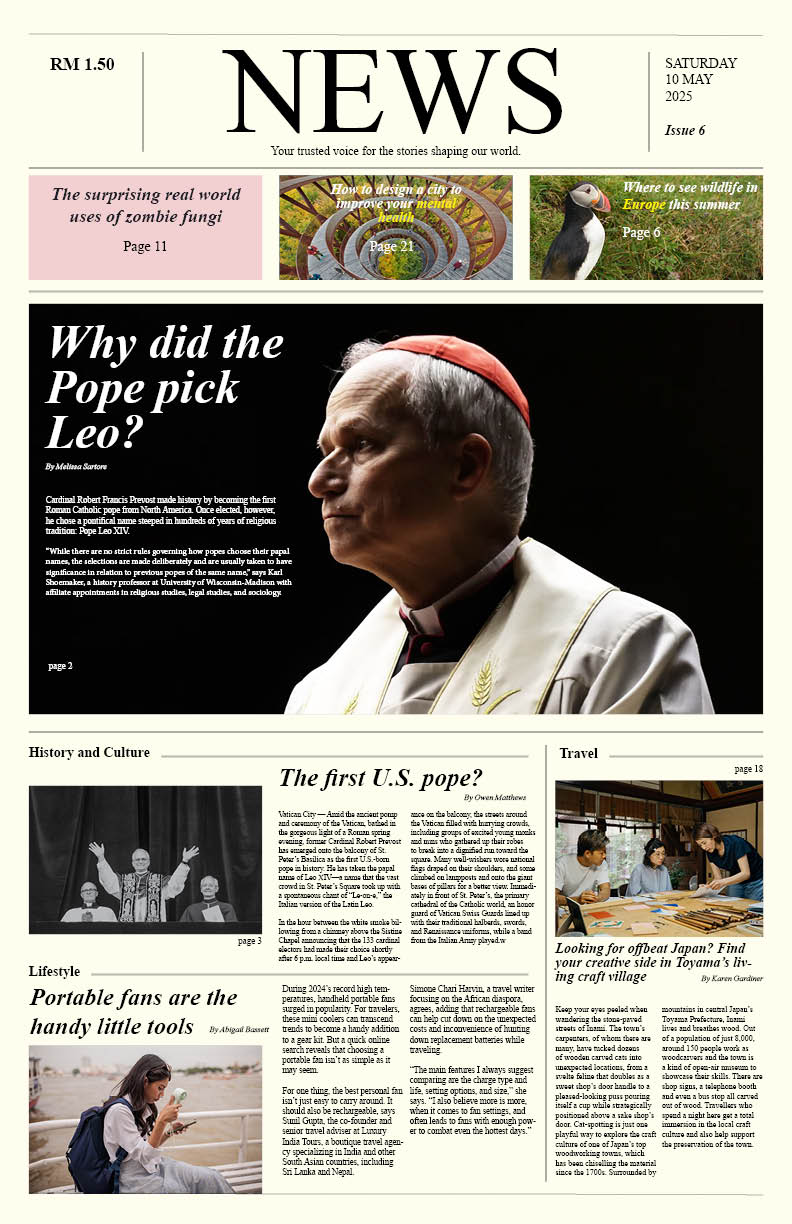 RM 1.50
NEWS
Your trusted voice for the stories shaping our world.
SATURDAY
10 MAY
2025
Issue 6
The surprising real world
uses of zombie fungi
Page 11
How to design a city to
improve your mental
health
Page 21
Where to see wildlife in
Europe this summer
Page 6
Why did the
Pope pick
Leo?
By Melissa Sartore
Cardinal Robert Francis Prevost made history by becoming the first
Roman Catholic pope from North America. Once elected, however,
he chose a pontifical name steeped in hundreds of years of religious
tradition: Pope Leo XIV.
"While there are no strict rules governing how popes choose their papal
names, the selections are made deliberately and are usually taken to have
significance in relation to previous popes of the same name," says Karl
Shoemaker, a history professor at University of Wisconsin-Madison with
affiliate appointments in religious studies, legal studies, and sociology.
page 2
History and Culture
page 3
The first U.S. pope?
By Owen Matthews
Vatican City — Amid the ancient pomp
and ceremony of the Vatican, bathed in
the gorgeous light of a Roman spring
evening, former Cardinal Robert Prevost
has emerged onto the balcony of St.
Peter's Basilica as the first U.S.-born
pope in history. He has taken the papal
name of Leo XIV—a name that the vast
crowd in St. Peter's Square took up with
a spontaneous chant of "Le-on-e," the
Italian version of the Latin Leo.
In the hour between the white smoke bil-
lowing from a chimney above the Sistine
Chapel announcing that the 133 cardinal
electors had made their choice shortly
after 6 p.m. local time and Leo's appear-
ance on the balcony, the streets around
the Vatican filled with hurrying crowds,
including groups of excited young monks
and nuns who gathered up their robes
to break into a dignified run toward the
square. Many well-wishers wore national
flags draped on their shoulders, and some
climbed on lampposts and onto the giant
bases of pillars for a better view. Immedi-
ately in front of St. Peter's, the primary
cathedral of the Catholic world, an honor
guard of Vatican Swiss Guards lined up
with their traditional halberds, swords,
and Renaissance uniforms, while a band
from the Italian Army played.w
Lifestyle
Portable fans are the
handy little tools
By Abigail Bassett
During 2024's record high tem-
peratures, handheld portable fans
surged in popularity. For travelers,
these mini coolers can transcend
trends to become a handy addition
to a gear kit. But a quick online
search reveals that choosing a
portable fan isn't as simple as it
may seem.
For one thing, the best personal fan
isn't just easy to carry around. It
should also be rechargeable, says
Sunil Gupta, the co-founder and
senior travel adviser at Luxury
India Tours, a boutique travel agen-
cy specializing in India and other
South Asian countries, including
Sri Lanka and Nepal.
Simone Chari Harvin, a travel writer
focusing on the African diaspora,
agrees, adding that rechargeable fans
can help cut down on the unexpected
costs and inconvenience of hunting
down replacement batteries while
traveling.
"The main features I always suggest
comparing are the charge type and
life, setting options, and size," she
says. "I also believe more is more,
when it comes to fan settings, and
often leads to fans with enough pow-
er to combat even the hottest days."
Travel
page 18
Looking for offbeat Japan? Find
your creative side in Toyama's liv-
ing craft village
By Karen Gardiner
Keep your eyes peeled when
wandering the stone-paved
streets of Inami. The town's
carpenters, of whom there are
many, have tucked dozens
of wooden carved cats into
unexpected locations, from a
svelte feline that doubles as a
sweet shop's door handle to a
pleased-looking puss pouring
itself a cup while strategically
positioned above a sake shop's
door. Cat-spotting is just one
playful way to explore the craft
culture of one of Japan's top
woodworking towns, which
has been chiselling the material
since the 1700s. Surrounded by
mountains in central Japan's
Toyama Prefecture, Inami
lives and breathes wood. Out
of a population of just 8,000,
around 150 people work as
woodcarvers and the town is
a kind of open-air museum to
showcase their skills. There are
shop signs, a telephone booth
and even a bus stop all carved
out of wood. Travellers who
spend a night here get a total
immersion in the local craft
culture and also help support
the preservation of the town.